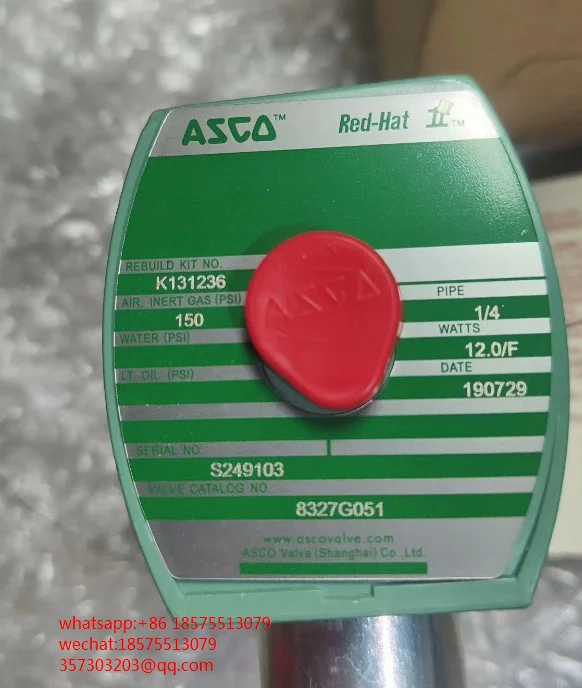 ASCO™ Red-Hat II™
REBUILD KIT NO.
K131236
AIR, INERT GAS (PSI) PIPE
150 1/4
WATER (PSI) WATTS
12.0/F
LT. OIL (PSI) DATE
190729
ASCO
SERIAL NO.
S249103
VALVE CATALOG NO.
8327G051
www.ascovalve.com
ASCO Valve (Shanghai) Co.,Ltd.
whatsapp:+86 18575513079
wechat:18575513079
357303203@qq.com